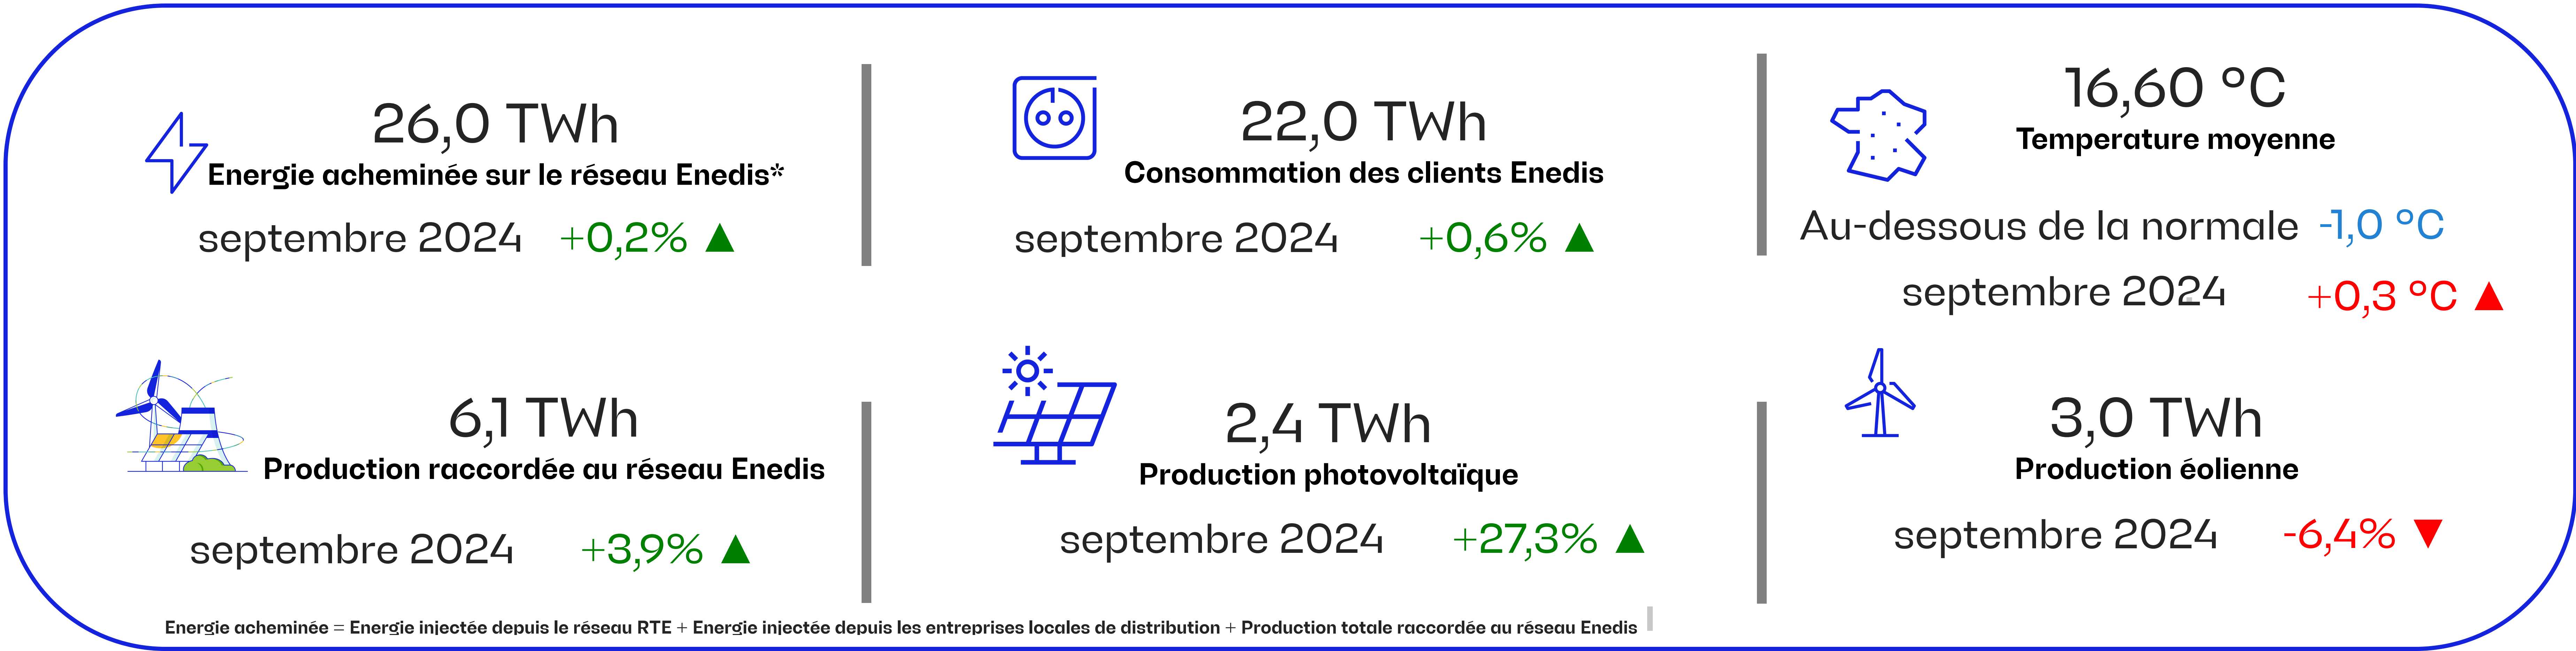 26,0 TWh
Energie acheminée sur le réseau Enedis*
septembre 2024 +0,2% ▲
22,0 TWh
Consommation des clients Enedis
septembre 2024 +0,6% ▲
16,60 °C
Temperature moyenne
Au-dessous de la normale -1,0 °C
septembre 2024 +0,3 °C ▲
6,1 TWh
Production raccordée au réseau Enedis
septembre 2024 +3,9% ▲
2,4 TWh
Production photovoltaïque
septembre 2024 +27,3% ▲
3,0 TWh
Production éolienne
septembre 2024 -6,4% ▼
Energie acheminée = Energie injectée depuis le réseau RTE + Energie injectée depuis les entreprises locales de distribution + Production totale raccordée au réseau Enedis